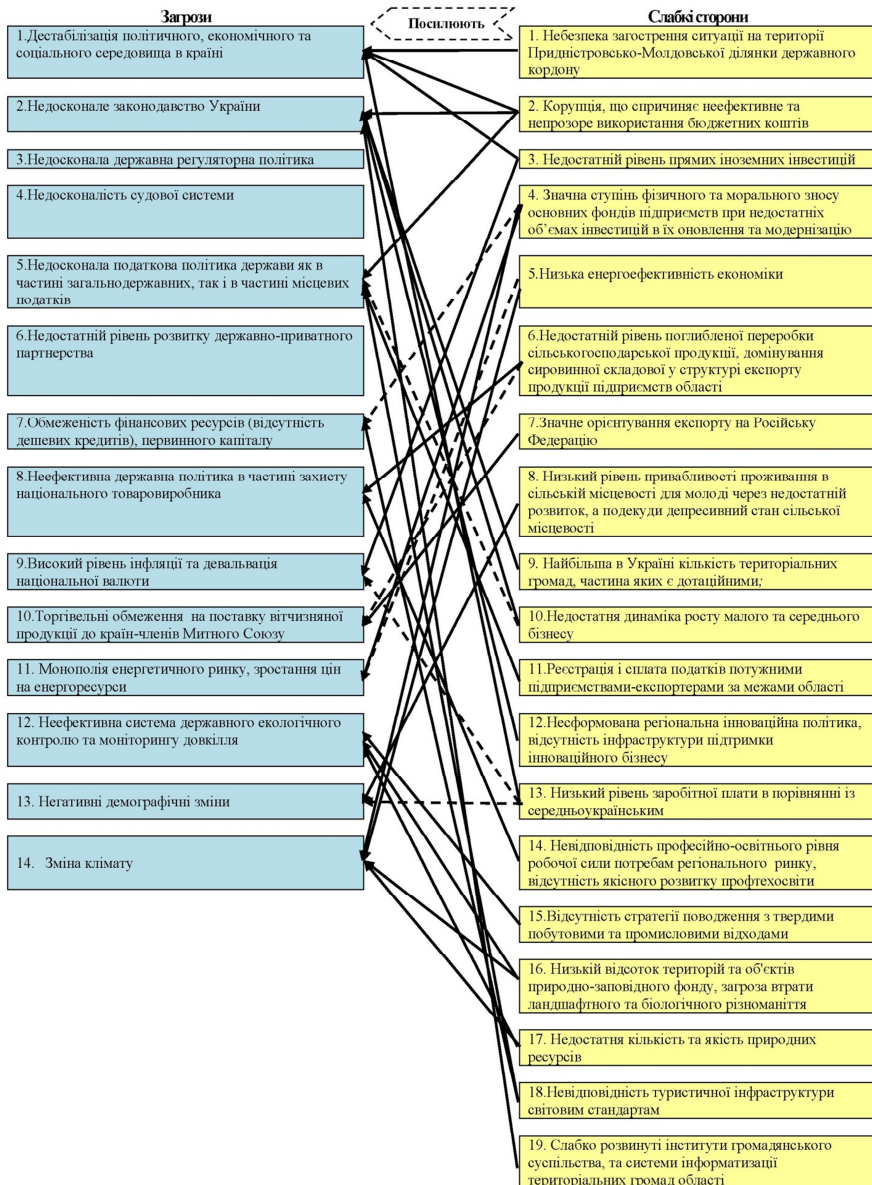 Загрози
1.Дестабілізація політичного, економічного та
соціального середовища в країні
2.Недосконале законодавство України
3.Недосконала державна регуляторна політика
4.Недосконалість судової системи
5.Недосконала податкова політика держави як в
частині загальнодержавних, так і в частині місцевих
податків
6.Недостатній рівень розвитку державно-приватного
партнерства
7.Обмеженість фінансових ресурсів (відсутність
дешевих кредитів), первинного капіталу
8.Неефективна державна політика в частині захисту
національного товаровиробника
9.Високий рівень інфляції та девальвація
національної валюти
10.Торгівельні обмеження на поставку вітчизняної
продукції до країн-членів Митного Союзу
11. Монополія енергетичного ринку, зростання цін
на енергоресурси
12. Неефективна система державного екологічного
контролю та моніторингу довкілля
13. Негативні демографічні зміни
14. Зміна клімату
Посилюють
Слабкі сторони
1. Небезпека загострення ситуації на території
Придністровсько-Молдовської ділянки державного
кордону
2. Корупція, що спричиняє неефективне та
непрозоре використання бюджетних коштів
3. Недостатній рівень прямих іноземних інвестицій
4. Значна ступінь фізичного та морального зносу
основних фондів підприємств при недостатніх
об’ємах інвестицій в їх оновлення та модернізацію
5.Низька енергоефективність економіки
6.Недостатній рівень поглибленої переробки
сільськогосподарської продукції, домінування
сировинної складової у структурі експорту
продукції підприємств області
7.Значне орієнтування експорту на Російську
Федерацію
8. Низький рівень привабливості проживання в
сільській місцевості для молоді через недостатній
розвиток, а подекуди депресивний стан сільської
місцевості
9. Найбільша в Україні кількість територіальних
громад, частина яких є дотаційними;
10.Недостатня динаміка росту малого та середнього
бізнесу
11.Реєстрація і сплата податків потужними
підприємствами-експортерами за межами області
12.Несформована регіональна інноваційна політика,
відсутність інфраструктури підтримки
інноваційного бізнесу
13. Низький рівень заробітної плати в порівнянні із
середньоукраїнським
14. Невідповідність професійно-освітнього рівня
робочої сили потребам регіонального ринку,
відсутність якісного розвитку профтехосвіти
15.Відсутність стратегії поводження з твердими
побутовими та промисловими відходами
16. Низькій відсоток територій та об'єктів
природно-заповідного фонду, загроза втрати
ландшафтного та біологічного різноманіття
17. Недостатня кількість та якість природних
ресурсів
18.Невідповідність туристичної інфраструктури
світовим стандартам
19. Слабко розвинуті інститути громадянського
суспільства, та системи інформатизації
територіальних громад області